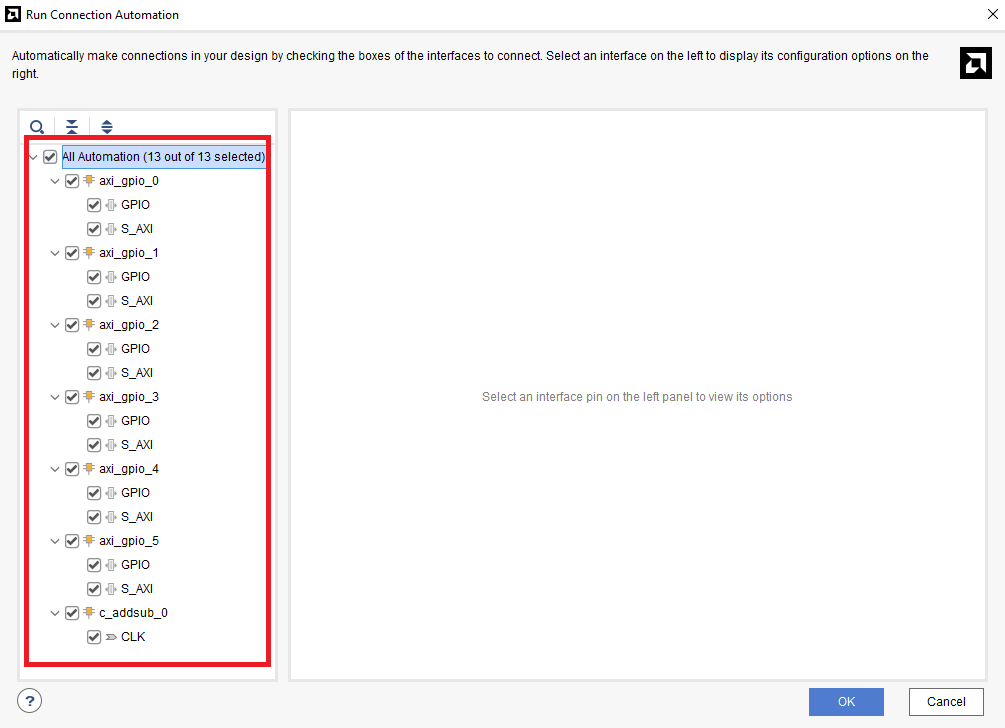 Run Connection Automation
Automatically make connections in your design by checking the boxes of the interfaces to connect. Select an interface on the left to display its configuration options on the
right.
All Automation (13 out of 13 selected)
axi_gpio_0
GPIO
S_AXI
axi_gpio_1
GPIO
S_AXI
axi_gpio_2
GPIO
S_AXI
axi_gpio_3
GPIO
S_AXI
axi_gpio_4
GPIO
S_AXI
axi_gpio_5
GPIO
S_AXI
c_addsub_0
CLK
Select an interface pin on the left panel to view its options
?
OK
Cancel